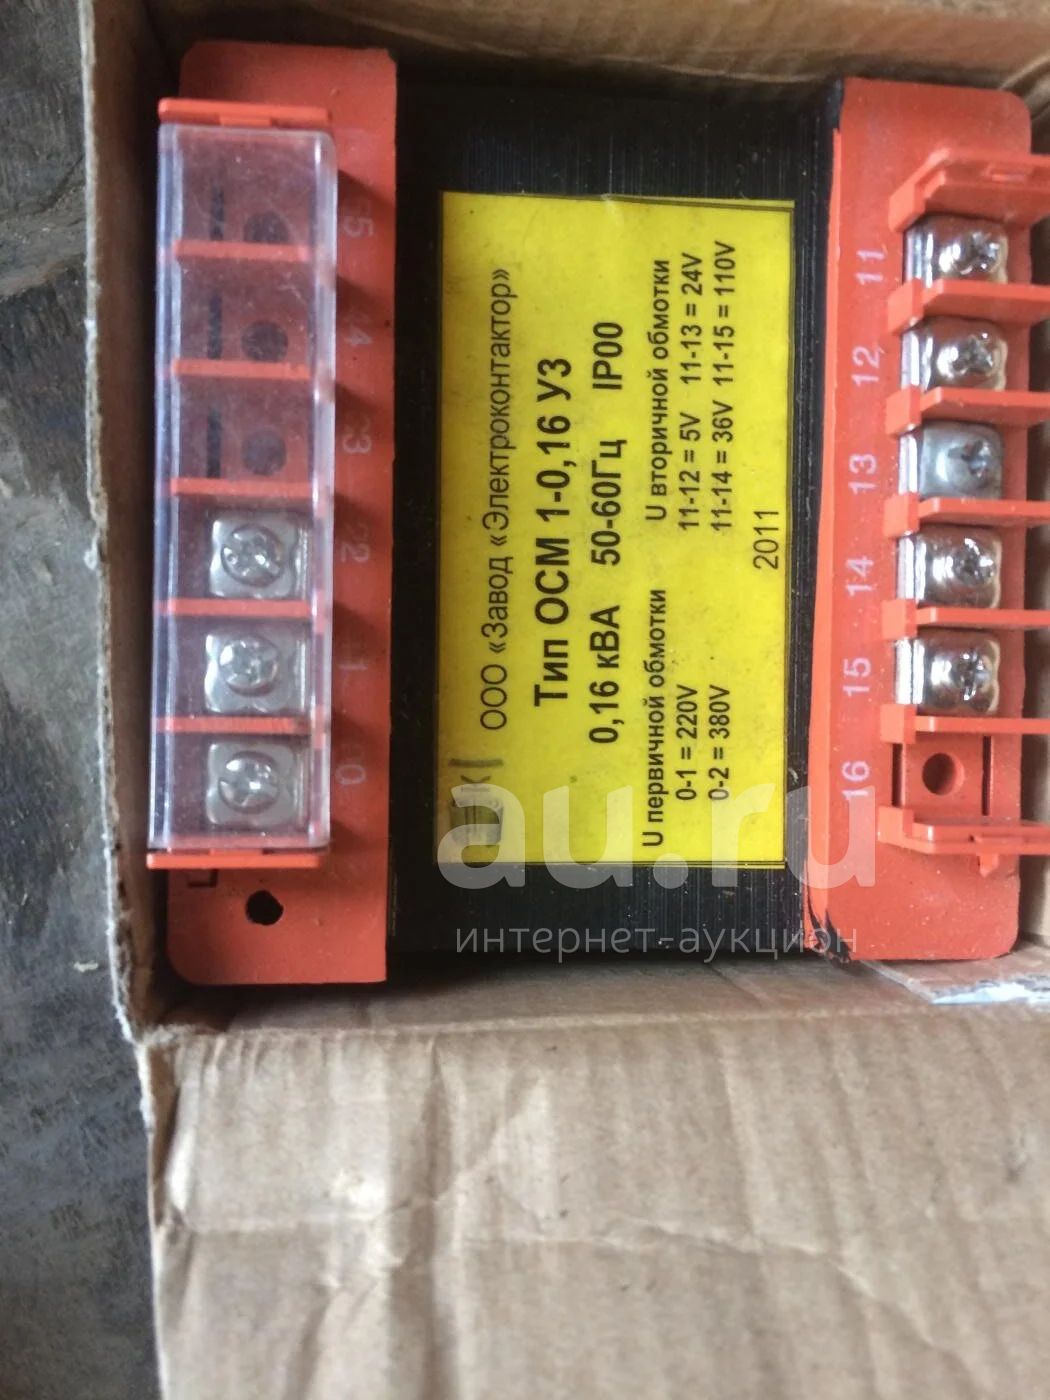 ООО «Завод «Электроконтактор»
Тип ОСМ 1-0,16 У3
0,16 кВА 50-60Гц IP00
U первичной обмотки
0-1 = 220V
0-2 = 380V
U вторичной обмотки
11-12 = 5V 11-13 = 24V
11-14 = 36V 11-15 = 110V
2011
5
4
3
2
1
0
11
12
13
14
15
16
au.ru
интернет-аукцион